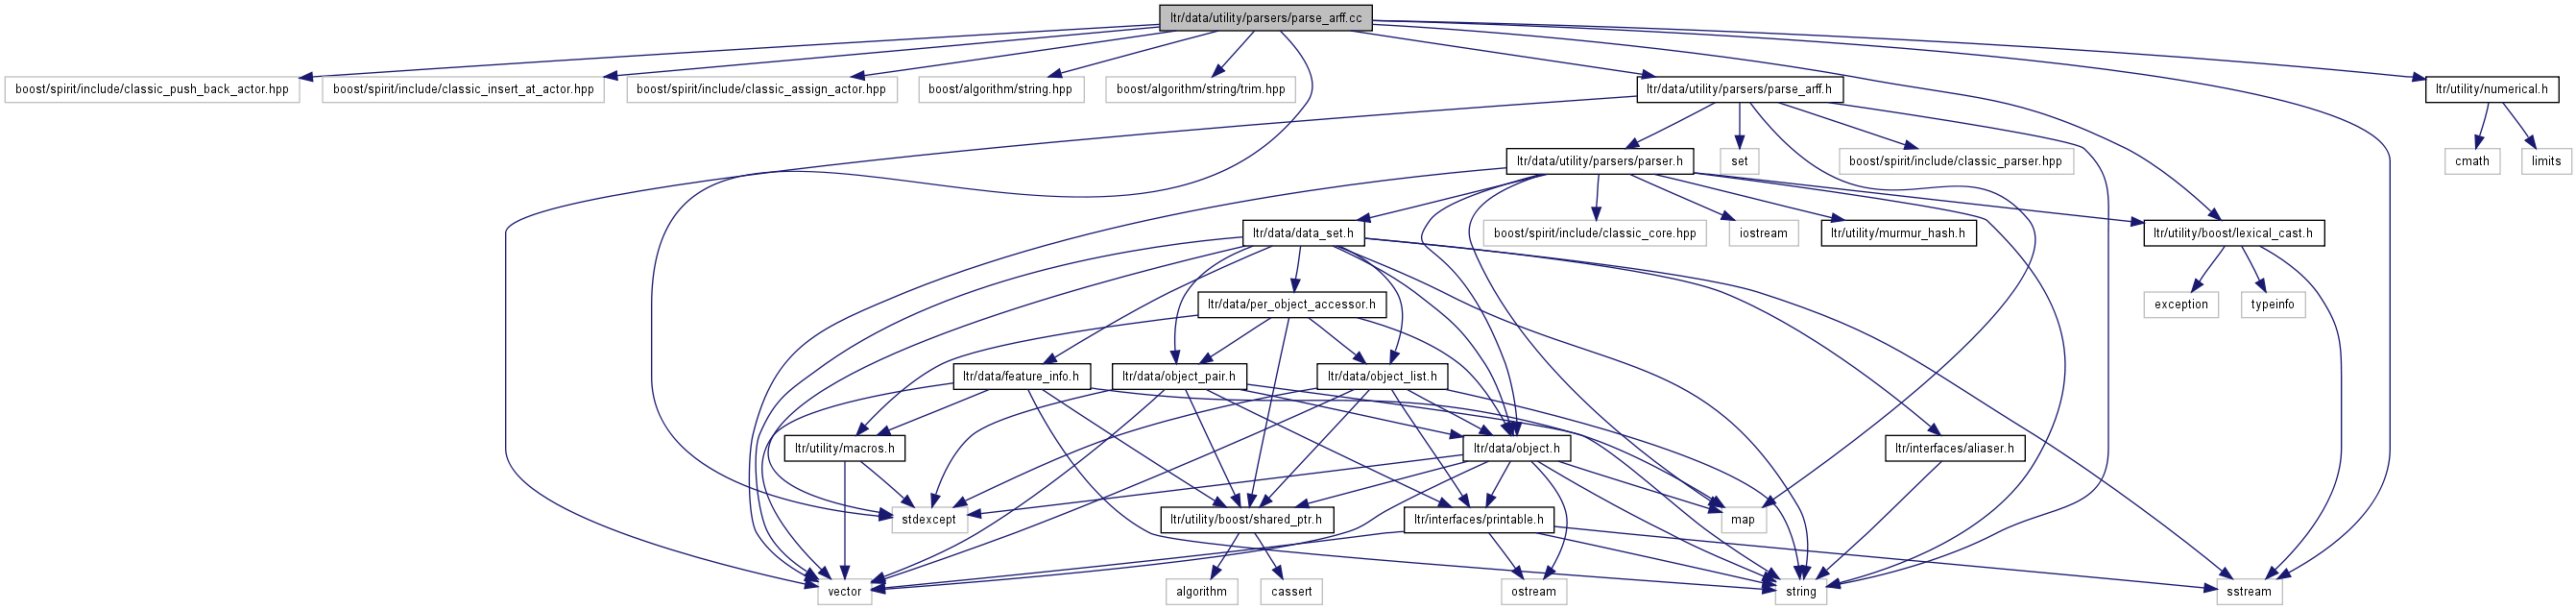 ltr/data/utility/parsers/parse_arff.cc
boost/spirit/include/classic_push_back_actor.hpp
boost/spirit/include/classic_insert_at_actor.hpp
boost/spirit/include/classic_assign_actor.hpp
boost/algorithm/string.hpp
boost/algorithm/string/trim.hpp
ltr/data/utility/parsers/parse_arff.h
ltr/utility/numerical.h
ltr/data/utility/parsers/parser.h
set
boost/spirit/include/classic_parser.hpp
cmath
limits
ltr/data/data_set.h
boost/spirit/include/classic_core.hpp
iostream
ltr/utility/murmur_hash.h
ltr/utility/boost/lexical_cast.h
ltr/data/per_object_accessor.h
exception
typeinfo
ltr/data/feature_info.h
ltr/data/object_pair.h
ltr/data/object_list.h
ltr/utility/macros.h
ltr/data/object.h
ltr/interfaces/aliaser.h
stdexcept
ltr/utility/boost/shared_ptr.h
ltr/interfaces/printable.h
map
vector
algorithm
cassert
ostream
string
sstream